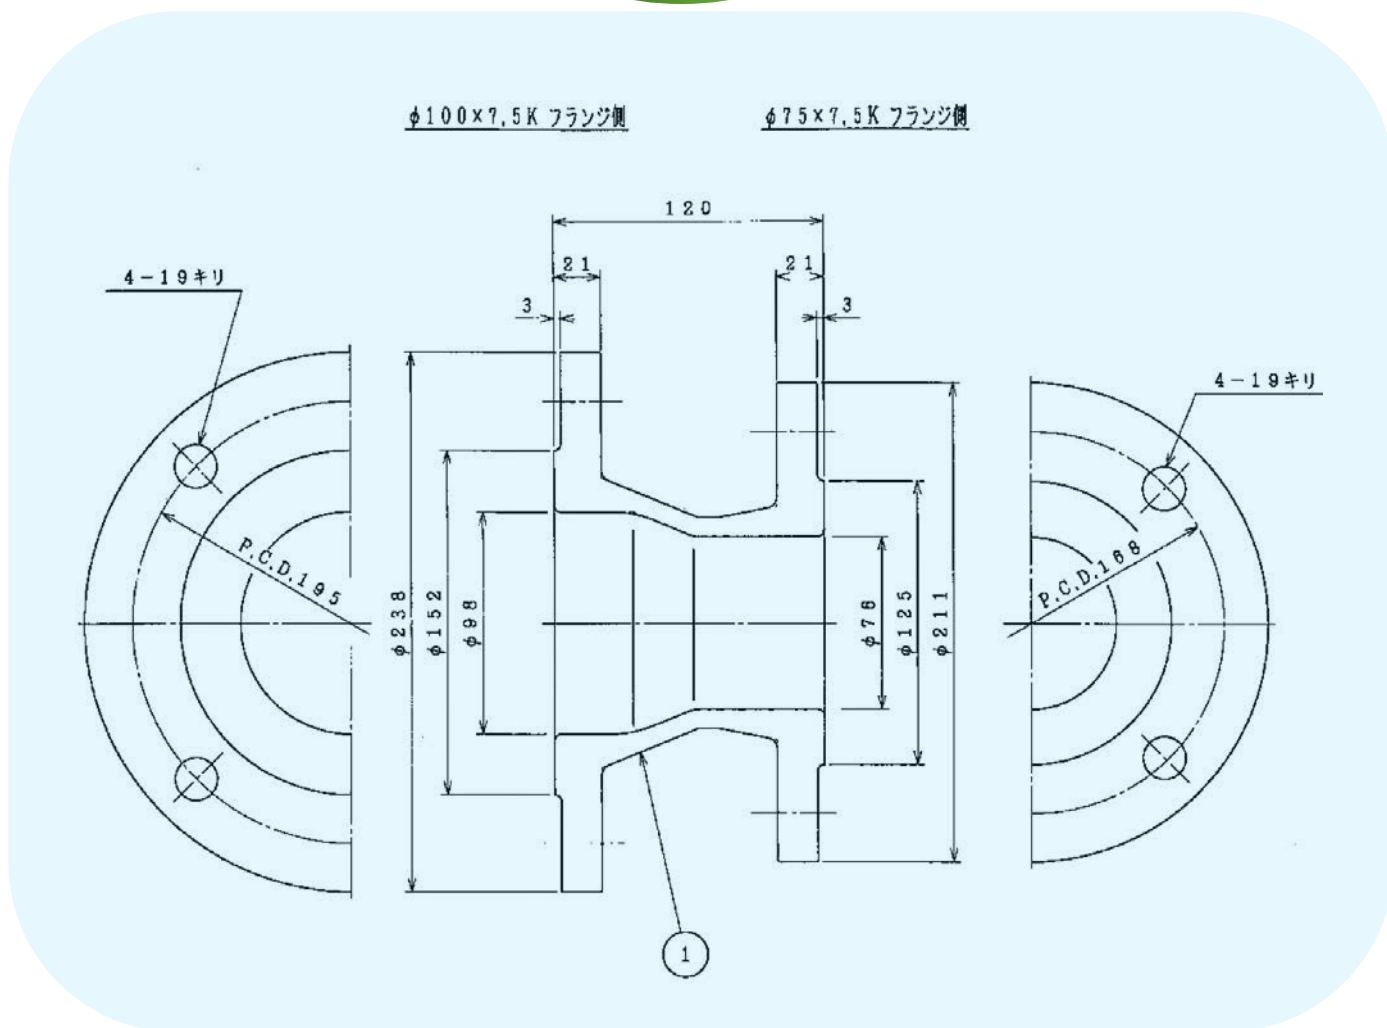 φ100×7.5K フランジ側
φ75×7.5K フランジ側
120
21
21
3
3
4-19キリ
4-19キリ
P.C.D.195
φ238
φ152
φ98
φ76
φ125
φ211
P.C.D.168
1